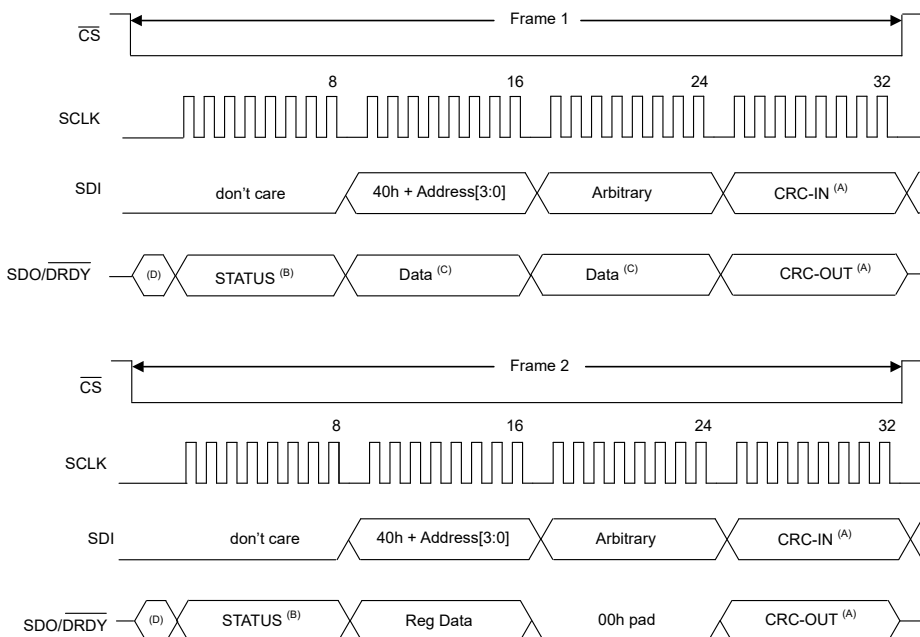 Frame 1
CS
8 16 24 32
SCLK
SDI don't care 40h + Address[3:0] Arbitrary CRC-IN (A)
SDO/DRDY (D) STATUS (B) Data (C) Data (C) CRC-OUT (A)
Frame 2
CS
8 16 24 32
SCLK
SDI don't care 40h + Address[3:0] Arbitrary CRC-IN (A)
SDO/DRDY (D) STATUS (B) Reg Data 00h pad CRC-OUT (A)